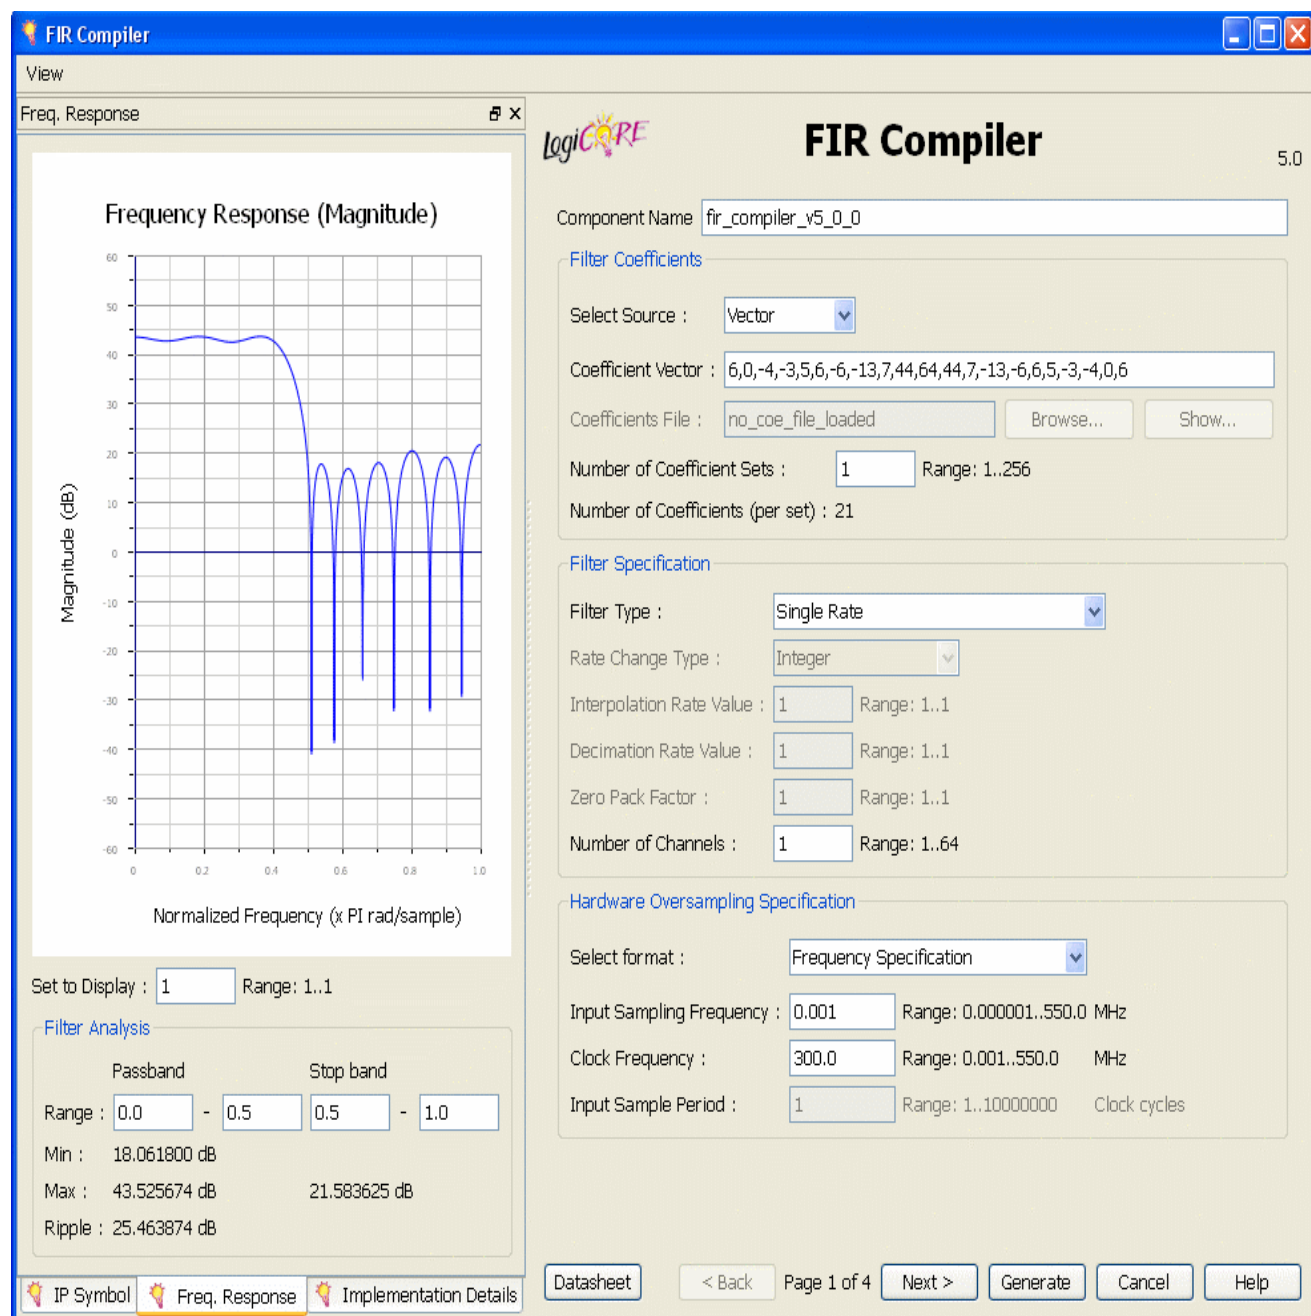 FIR Compiler
View
Freq. Response
Frequency Response (Magnitude)
60
50
40
30
20
10
0
-10
-20
-30
-40
-50
-60
Magnitude (dB)
0 0.2 0.4 0.6 0.8 1.0
Normalized Frequency (x PI rad/sample)
Set to Display : 1 Range: 1..1
Filter Analysis
Passband Stop band
Range : 0.0 - 0.5 0.5 - 1.0
Min : 18.061800 dB
Max : 43.525674 dB 21.583625 dB
Ripple : 25.463874 dB
IP Symbol Freq. Response Implementation Details
LogiCORE
FIR Compiler
5.0
Component Name fir_compiler_v5_0_0
Filter Coefficients
Select Source : Vector
Coefficient Vector : 6,0,-4,-3,5,6,-6,-13,7,44,64,44,7,-13,-6,6,5,-3,-4,0,6
Coefficients File : no_coe_file_loaded Browse... Show...
Number of Coefficient Sets : 1 Range: 1..256
Number of Coefficients (per set) : 21
Filter Specification
Filter Type : Single Rate
Rate Change Type : Integer
Interpolation Rate Value : 1 Range: 1..1
Decimation Rate Value : 1 Range: 1..1
Zero Pack Factor : 1 Range: 1..1
Number of Channels : 1 Range: 1..64
Hardware Oversampling Specification
Select format : Frequency Specification
Input Sampling Frequency : 0.001 Range: 0.000001..550.0 MHz
Clock Frequency : 300.0 Range: 0.001..550.0 MHz
Input Sample Period : 1 Range: 1..10000000 Clock cycles
Datasheet < Back Page 1 of 4 Next > Generate Cancel Help